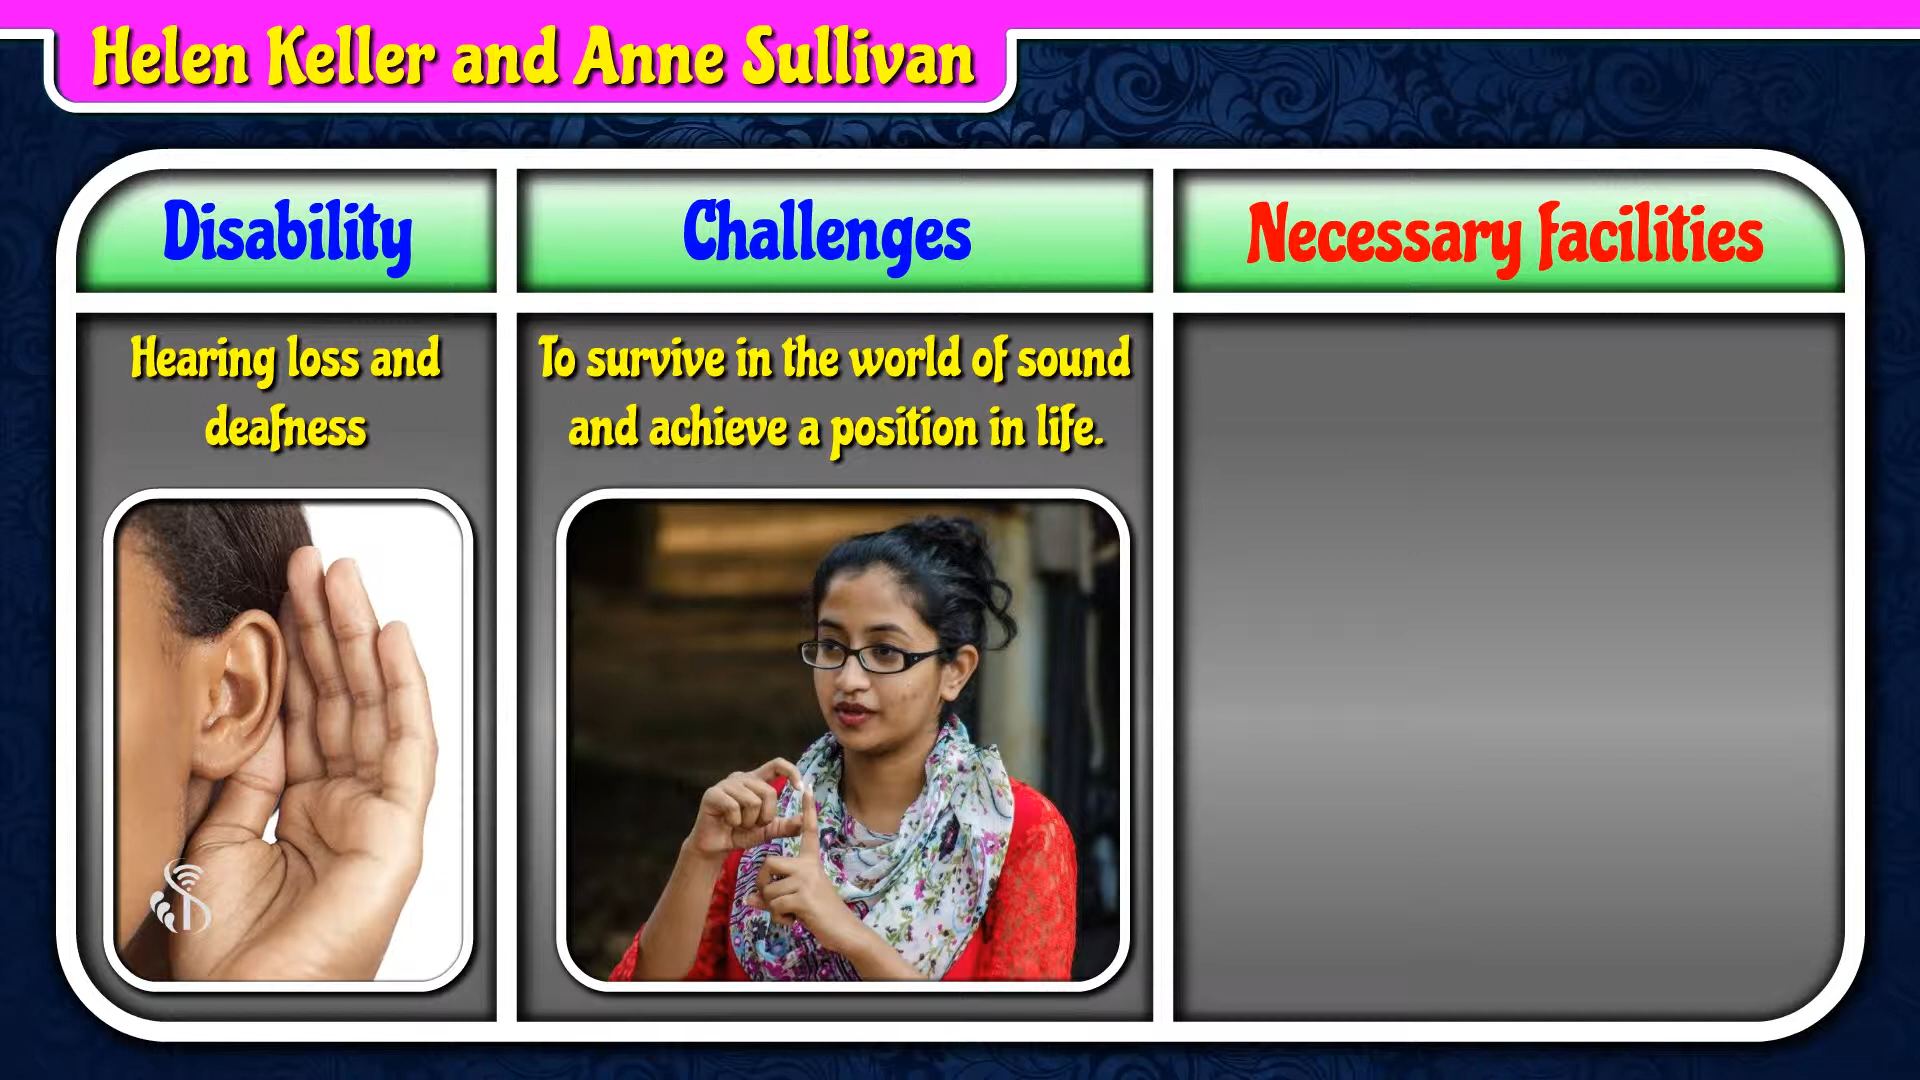 Helen Keller and Anne Sullivan
Disability
Challenges
Necessary facilities
Hearing loss and
deafness
To survive in the world of sound
and achieve a position in life.